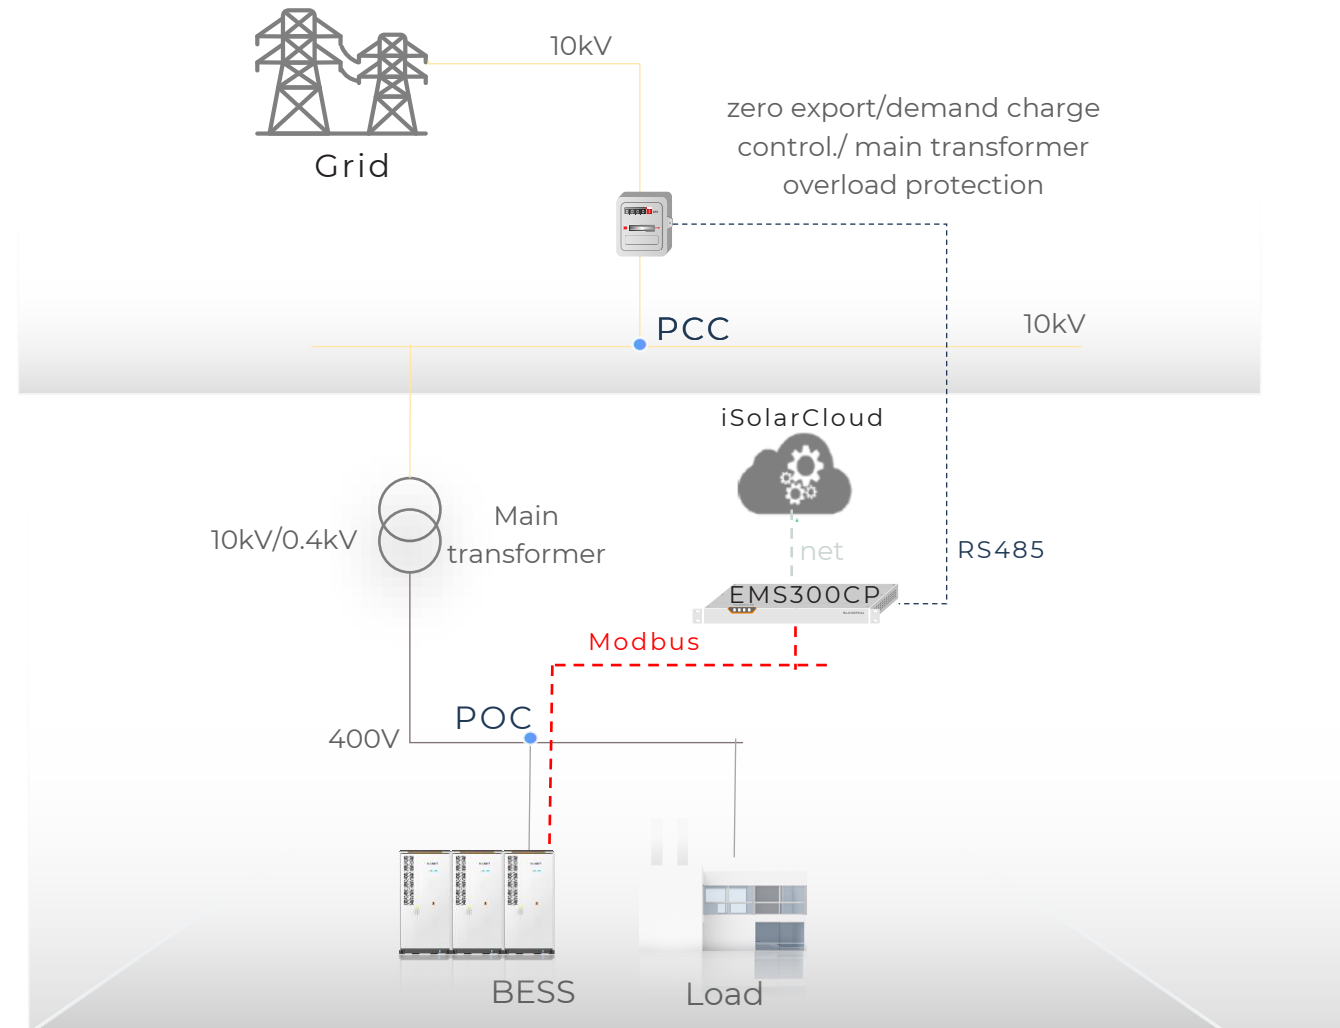 10kV
zero export/demand charge
control./ main transformer
overload protection
Grid
PCC
10kV
iSolarCloud
Main
transformer
10kV/0.4kV
net
RS485
EMS300CP
Modbus
POC
400V
BESS
Load